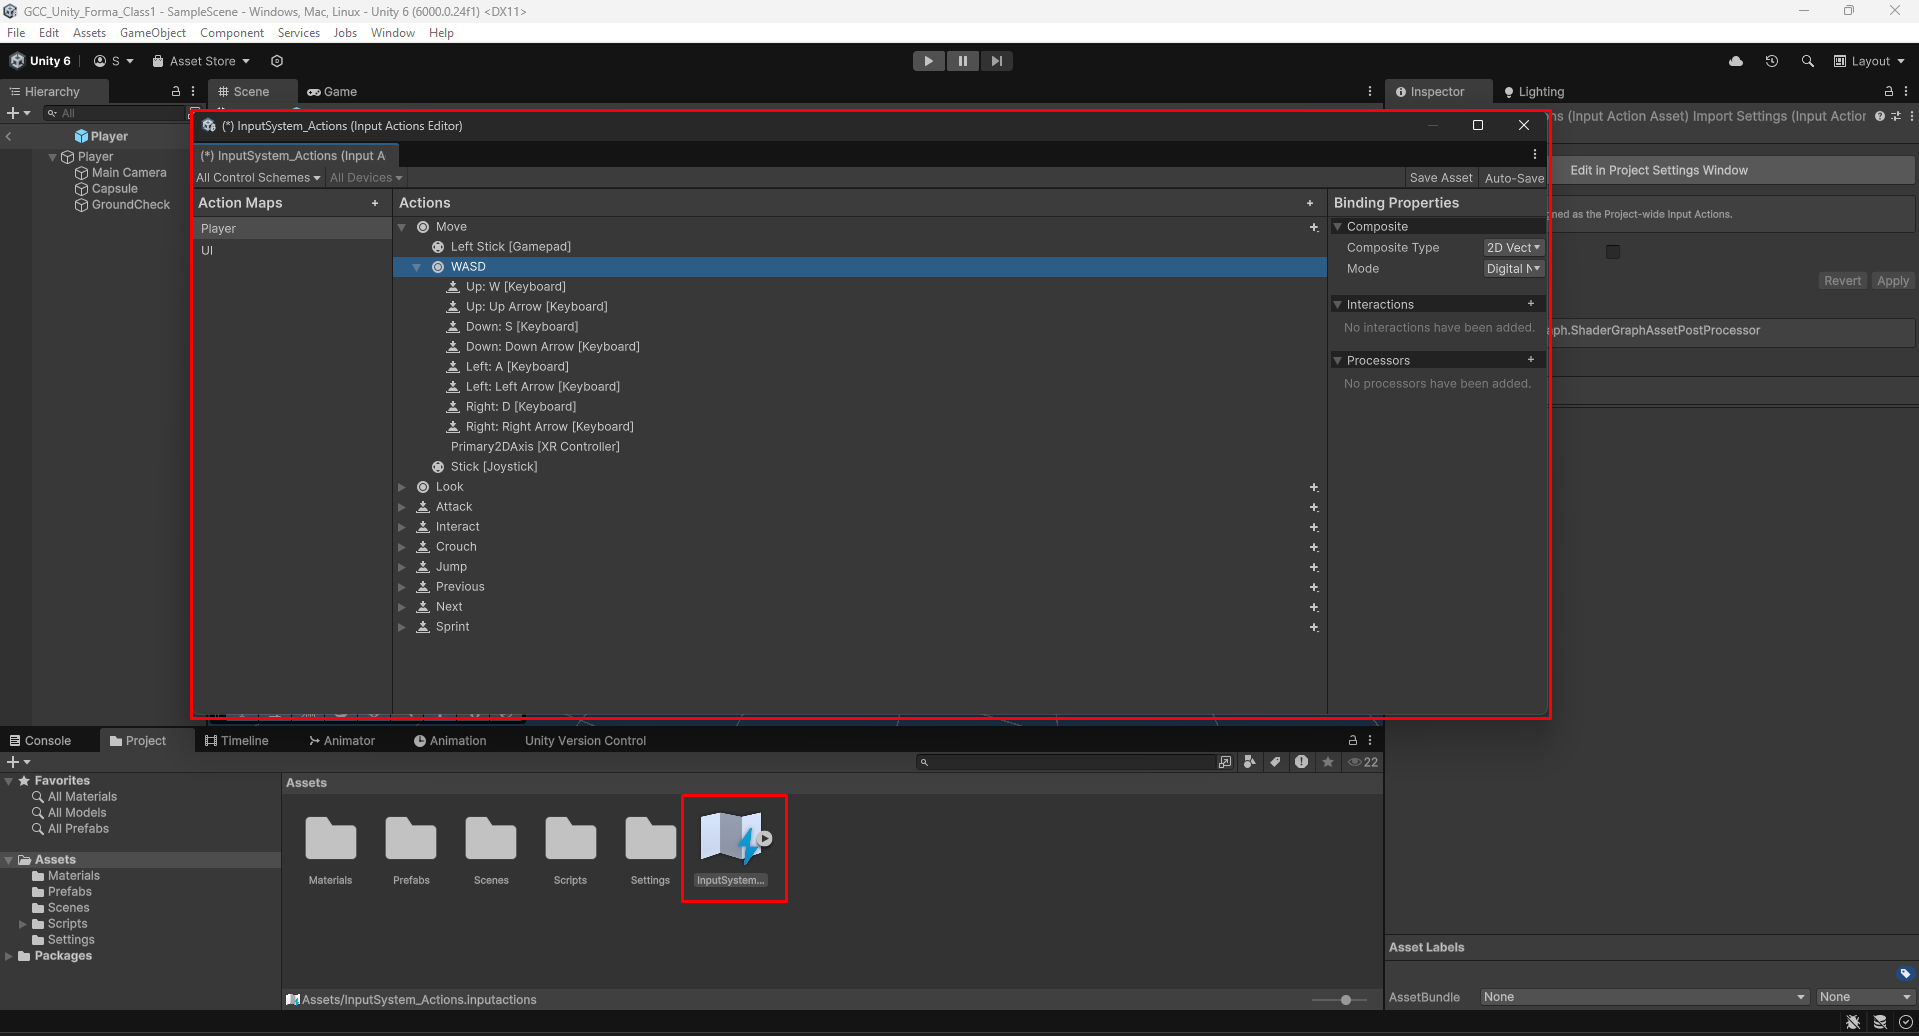 GCC_Unity_Forma_Class1 - SampleScene - Windows, Mac, Linux - Unity 6 (6000.0.24f1) <DX11>
File Edit Assets GameObject Component Services Jobs Window Help
Unity 6 S Asset Store Layout
Hierarchy Scene Game Inspector Lighting
All
(*) InputSystem_Actions (Input Actions Editor)
ns (Input Action Asset) Import Settings (Input Action
Player
(*) InputSystem_Actions (Input A
Player
Main Camera
Capsule
GroundCheck
All Control Schemes All Devices Save Asset Auto-Save
Edit in Project Settings Window
Action Maps + Actions + Binding Properties
ned as the Project-wide Input Actions.
Player
UI
Move
Left Stick [Gamepad]
WASD
Up: W [Keyboard]
Up: Up Arrow [Keyboard]
Down: S [Keyboard]
Down: Down Arrow [Keyboard]
Left: A [Keyboard]
Left: Left Arrow [Keyboard]
Right: D [Keyboard]
Right: Right Arrow [Keyboard]
Primary2DAxis [XR Controller]
Stick [Joystick]
Look
Attack
Interact
Crouch
Jump
Previous
Next
Sprint
Composite
Composite Type 2D Vect
Mode Digital N
Interactions +
No interactions have been added.
Processors +
No processors have been added.
Revert Apply
ph.ShaderGraphAssetPostProcessor
Console Project Timeline Animator Animation Unity Version Control
22
Favorites
All Materials
All Models
All Prefabs
Assets
Materials
Prefabs
Scenes
Scripts
Settings
Packages
Assets
Materials Prefabs Scenes Scripts Settings InputSystem...
Assets/InputSystem_Actions.inputactions
Asset Labels
AssetBundle None None